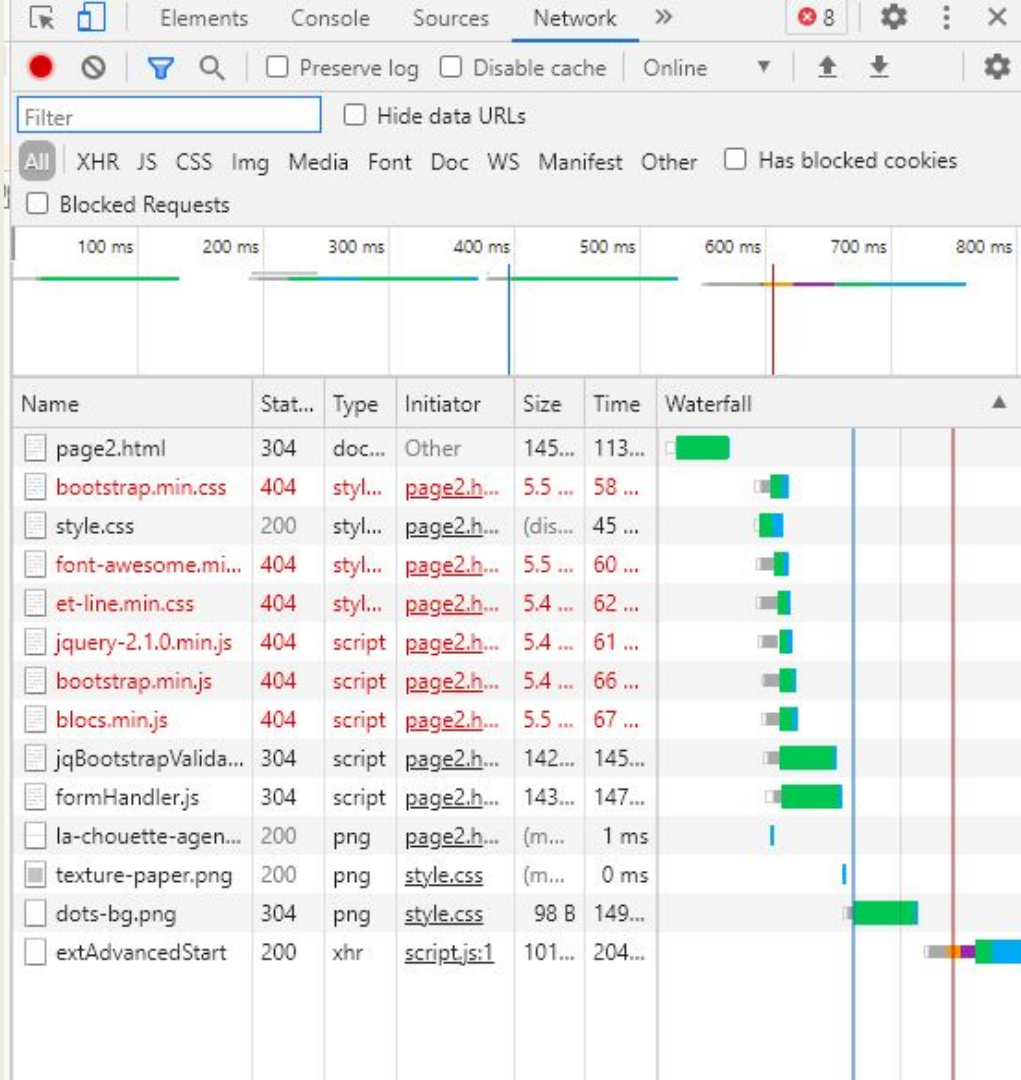 Elements Console Sources Network » 8
Preserve log Disable cache Online
Filter Hide data URLs
All XHR JS CSS Img Media Font Doc WS Manifest Other Has blocked cookies
Blocked Requests
100 ms 200 ms 300 ms 400 ms 500 ms 600 ms 700 ms 800 ms
Name Stat... Type Initiator Size Time Waterfall
page2.html 304 doc... Other 145... 113...
bootstrap.min.css 404 styl... page2.h... 5.5 ... 58 ...
style.css 200 styl... page2.h... (dis... 45 ...
font-awesome.mi... 404 styl... page2.h... 5.5 ... 60 ...
et-line.min.css 404 styl... page2.h... 5.4 ... 62 ...
jquery-2.1.0.min.js 404 script page2.h... 5.4 ... 61 ...
bootstrap.min.js 404 script page2.h... 5.4 ... 66 ...
blocs.min.js 404 script page2.h... 5.5 ... 67 ...
jqBootstrapValida... 304 script page2.h... 142... 145...
formHandler.js 304 script page2.h... 143... 147...
la-chouette-agen... 200 png page2.h... (m... 1 ms
texture-paper.png 200 png style.css (m... 0 ms
dots-bg.png 304 png style.css 98 B 149...
extAdvancedStart 200 xhr script.js:1 101... 204...